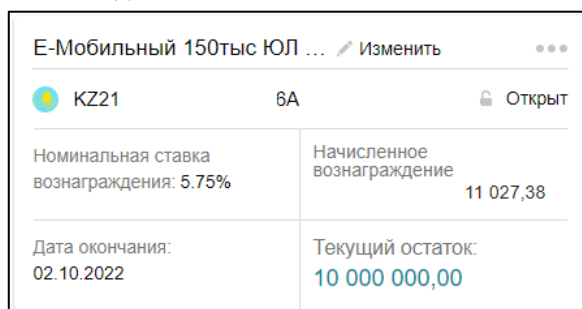 Е-Мобильный 150тыс ЮЛ ... Изменить
KZ21 6А Открыт
Номинальная ставка
вознаграждения: 5.75%
Начисленное
вознаграждение
11 027,38
Дата окончания:
02.10.2022
Текущий остаток:
10 000 000,00